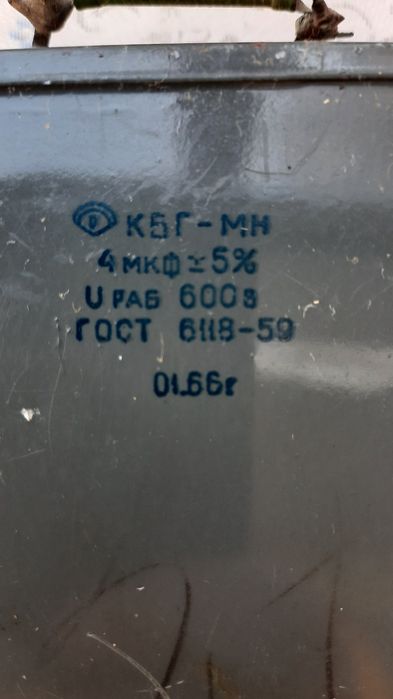 КБГ-МН
4 МКФ ± 5%
U РАБ 600 В
ГОСТ 6118-59
01.66г